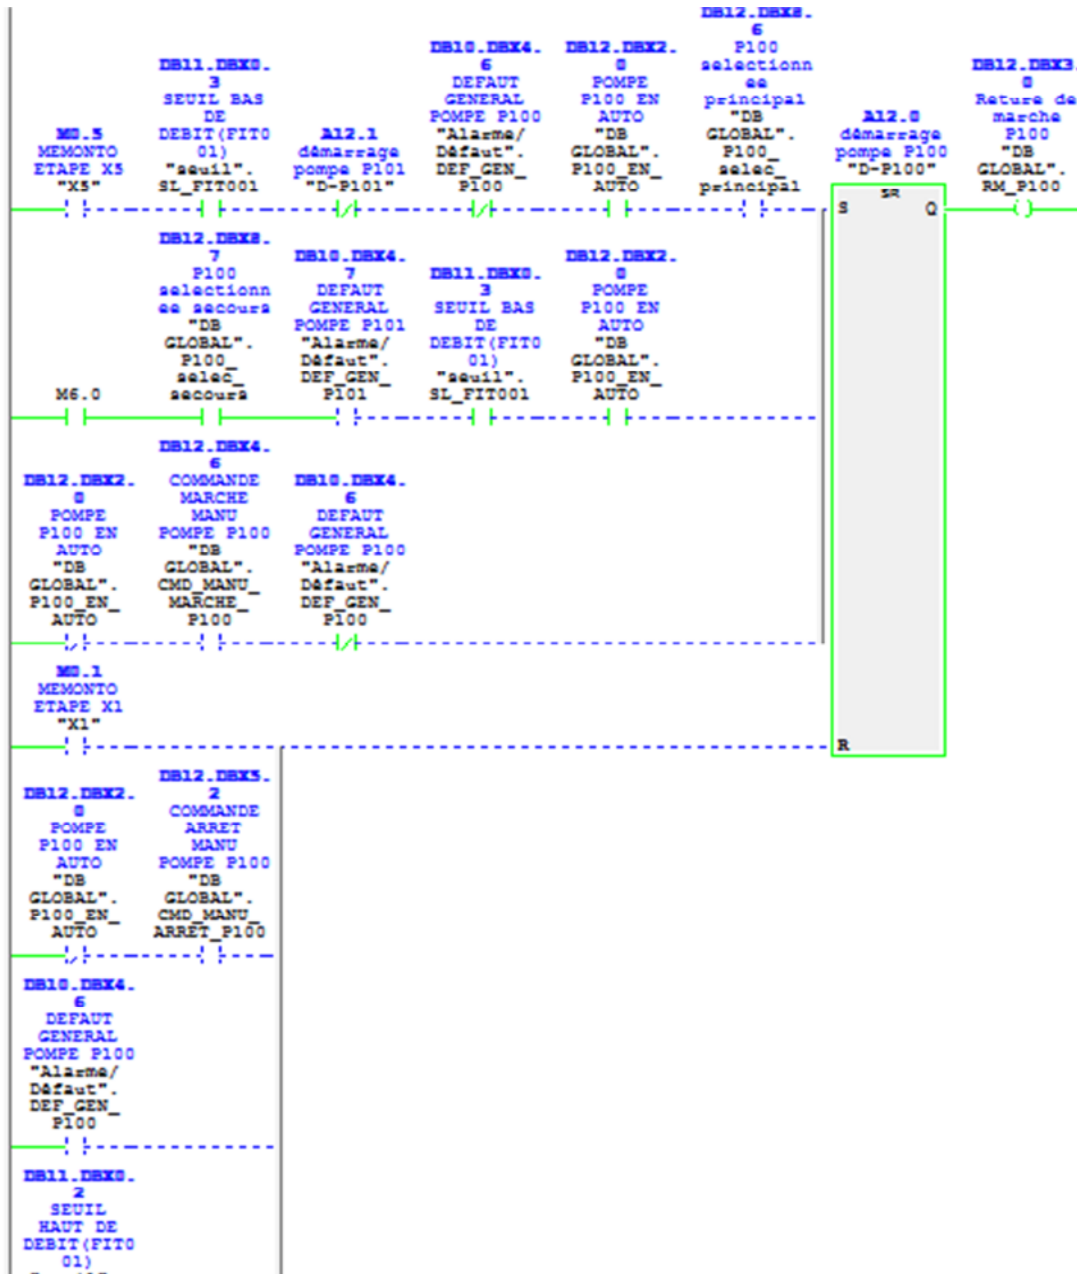 M0.5
MEMONTO
ETAPE X5
"X5"
DB11.DBX0.
3
SEUIL BAS
DE
DEBIT(FIT0
01)
"seuil".
SL_FIT001
A12.1
démarrage
pompe P101
"D-P101"
DB10.DBX4.
6
DEFAUT
GENERAL
POMPE P100
"Alarme/
Défaut".
DEF_GEN_
P100
DB12.DBX2.
0
POMPE
P100 EN
AUTO
"DB
GLOBAL".
P100_EN_
AUTO
DB12.DBX8.
6
P100
selectionn
ee
principal
"DB
GLOBAL".
P100_
selec_
principal
A12.0
démarrage
pompe P100
"D-P100"
SR
S Q
DB12.DBX3.
0
Reture de
marche
P100
"DB
GLOBAL".
RM_P100
M6.0
DB12.DBX8.
7
P100
selectionn
ee secours
"DB
GLOBAL".
P100_
selec_
secours
DB10.DBX4.
7
DEFAUT
GENERAL
POMPE P101
"Alarme/
Défaut".
DEF_GEN_
P101
DB11.DBX0.
3
SEUIL BAS
DE
DEBIT(FIT0
01)
"seuil".
SL_FIT001
DB12.DBX2.
0
POMPE
P100 EN
AUTO
"DB
GLOBAL".
P100_EN_
AUTO
DB12.DBX2.
0
POMPE
P100 EN
AUTO
"DB
GLOBAL".
P100_EN_
AUTO
DB12.DBX4.
6
COMMANDE
MARCHE
MANU
POMPE P100
"DB
GLOBAL".
CMD_MANU_
MARCHE_
P100
DB10.DBX4.
6
DEFAUT
GENERAL
POMPE P100
"Alarme/
Défaut".
DEF_GEN_
P100
M0.1
MEMONTO
ETAPE X1
"X1"
R
DB12.DBX2.
0
POMPE
P100 EN
AUTO
"DB
GLOBAL".
P100_EN_
AUTO
DB12.DBX5.
2
COMMANDE
ARRET
MANU
POMPE P100
"DB
GLOBAL".
CMD_MANU_
ARRET_P100
DB10.DBX4.
6
DEFAUT
GENERAL
POMPE P100
"Alarme/
Défaut".
DEF_GEN_
P100
DB11.DBX0.
2
SEUIL
HAUT DE
DEBIT(FIT0
01)